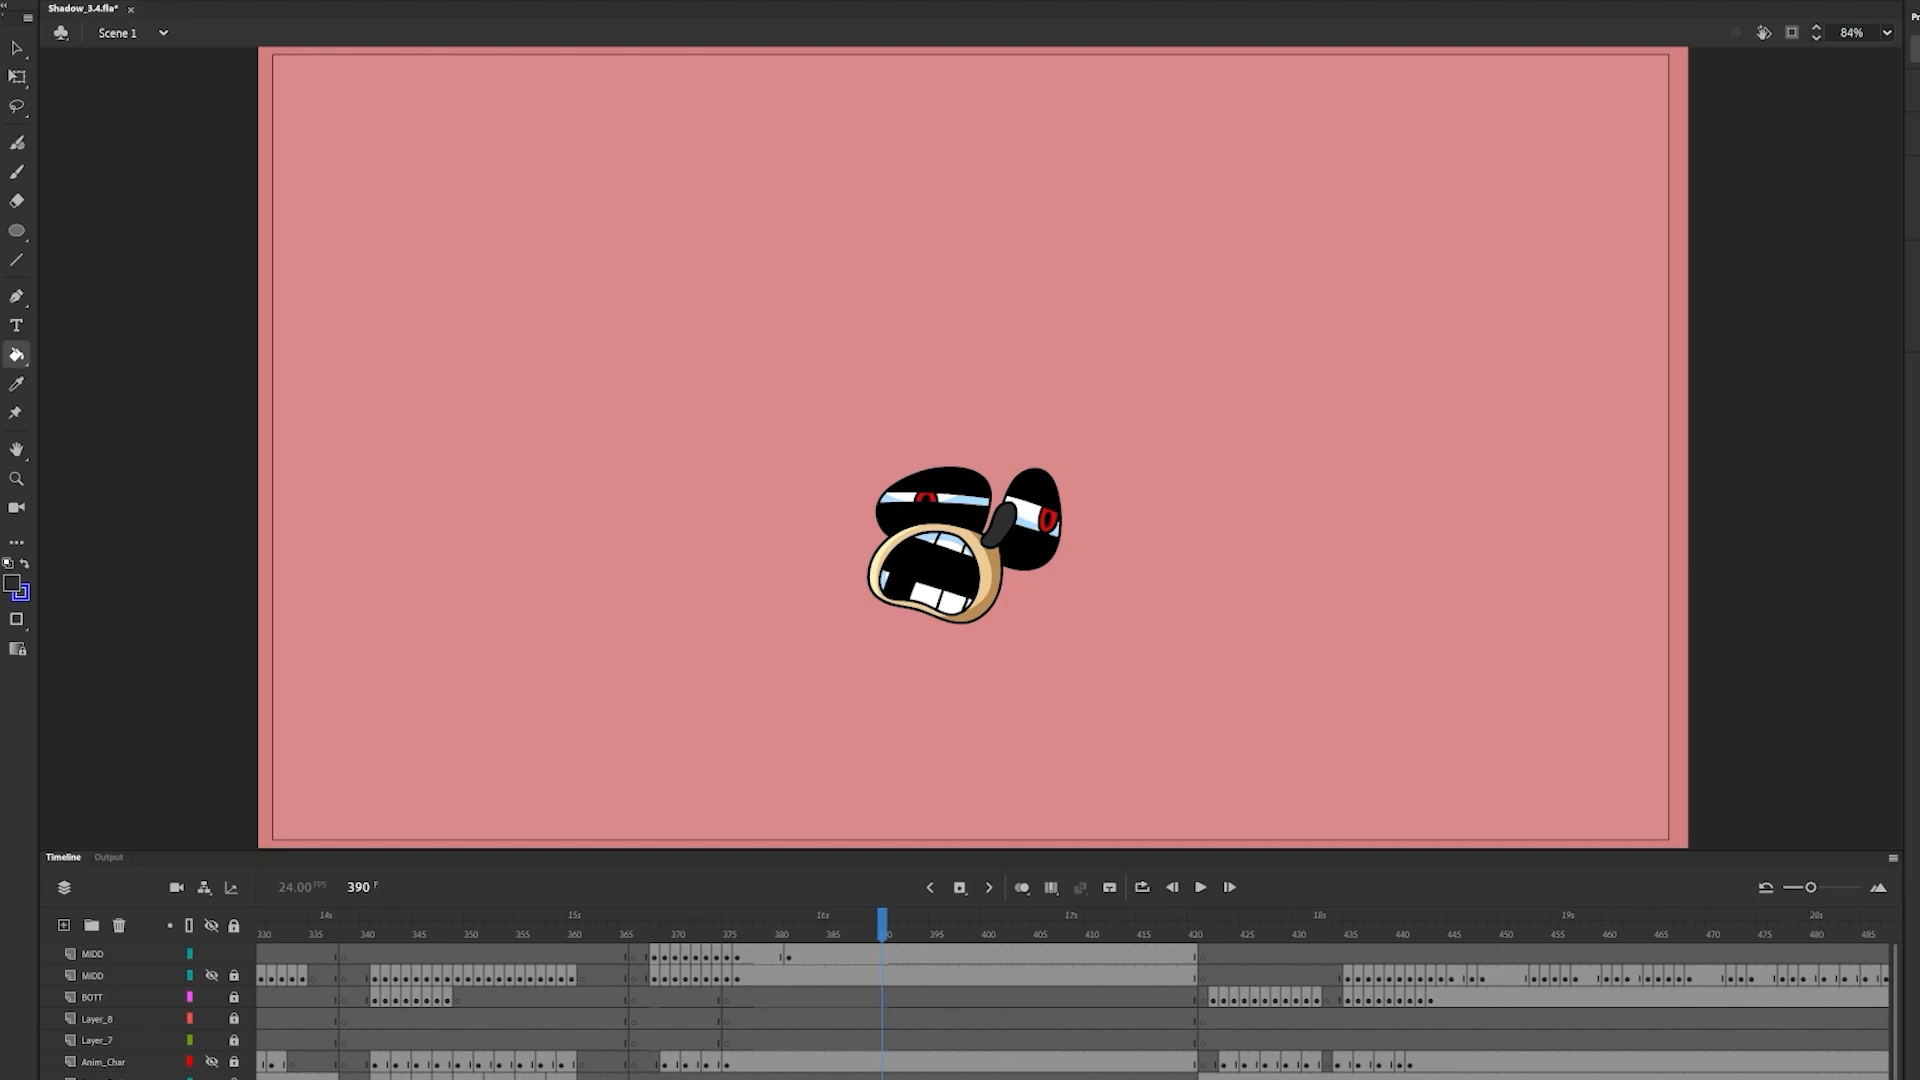 Shadow_3.4.fla*
Scene 1
84%
Timeline Output
24.00 FPS 390 F
14s 15s 16s 17s 18s 19s 20s
330 335 340 345 350 355 360 365 370 375 380 385 395 400 405 410 415 420 425 430 435 440 445 450 455 460 465 470 475 480 485
MIDD
MIDD
BOTT
Layer_8
Layer_7
Anim_Char